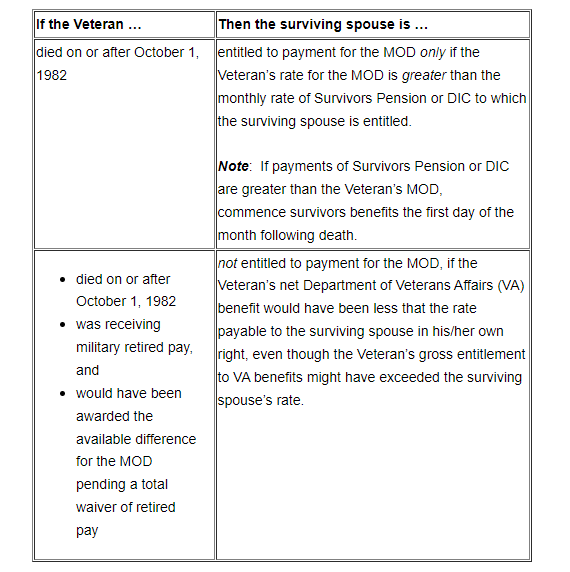 If the Veteran …
Then the surviving spouse is …
died on or after October 1,
1982
entitled to payment for the MOD only if the
Veteran’s rate for the MOD is greater than the
monthly rate of Survivors Pension or DIC to which
the surviving spouse is entitled.
Note:  If payments of Survivors Pension or DIC
are greater than the Veteran’s MOD,
commence survivors benefits the first day of the
month following death.
• died on or after
October 1, 1982
• was receiving
military retired pay,
and
• would have been
awarded the
available difference
for the MOD
pending a total
waiver of retired
pay
not entitled to payment for the MOD, if the
Veteran’s net Department of Veterans Affairs (VA)
benefit would have been less that the rate
payable to the surviving spouse in his/her own
right, even though the Veteran’s gross entitlement
to VA benefits might have exceeded the surviving
spouse’s rate.